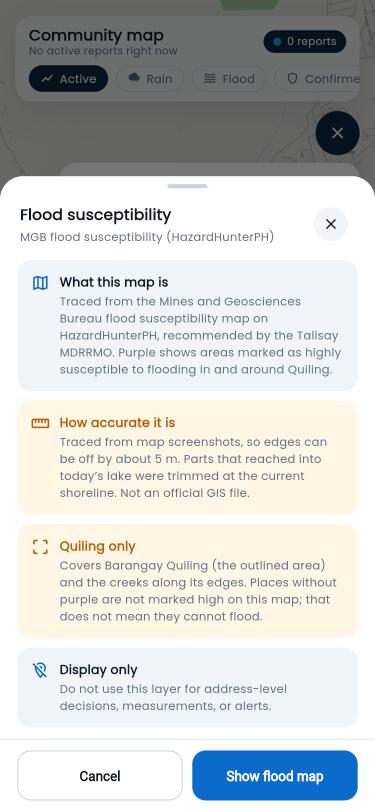 Community map
No active reports right now
0 reports
Active
Rain
Flood
Confirme
Flood susceptibility
MGB flood susceptibility (HazardHunterPH)
What this map is
Traced from the Mines and Geosciences
Bureau flood susceptibility map on
HazardHunterPH, recommended by the Talisay
MDRRMO. Purple shows areas marked as highly
susceptible to flooding in and around Quiling.
How accurate it is
Traced from map screenshots, so edges can
be off by about 5 m. Parts that reached into
today's lake were trimmed at the current
shoreline. Not an official GIS file.
Quiling only
Covers Barangay Quiling (the outlined area)
and the creeks along its edges. Places without
purple are not marked high on this map; that
does not mean they cannot flood.
Display only
Do not use this layer for address-level
decisions, measurements, or alerts.
Cancel
Show flood map